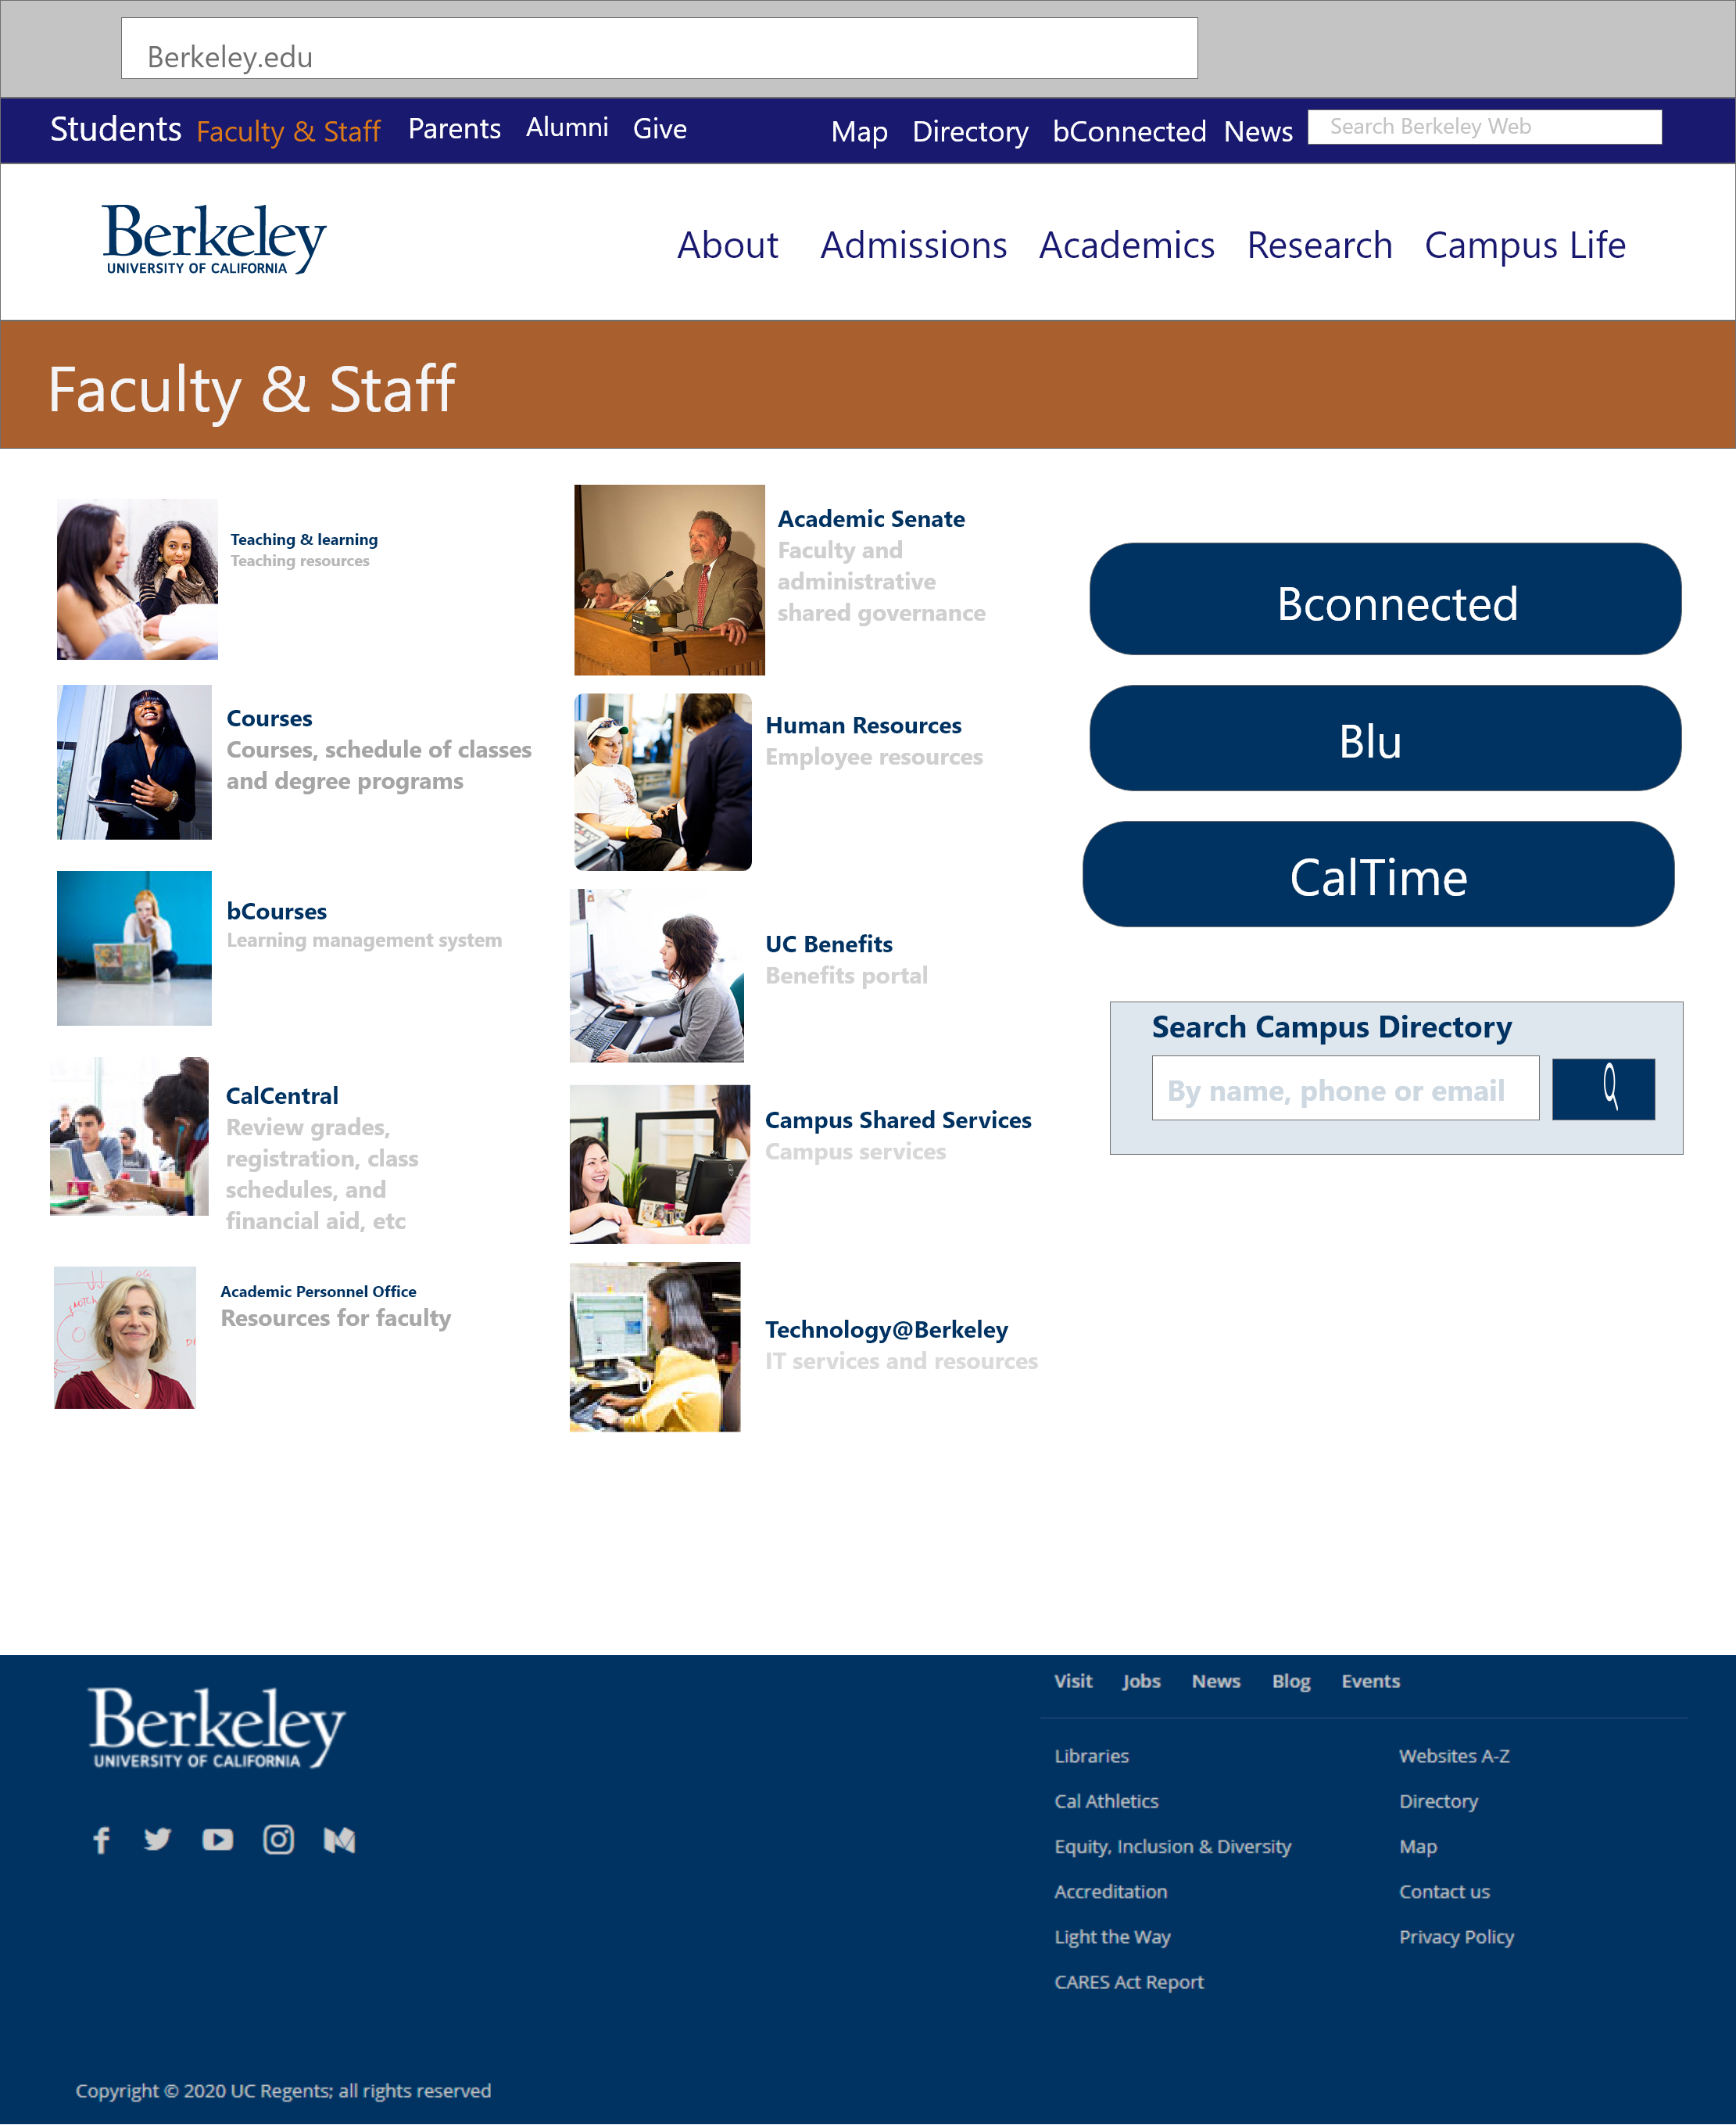 Berkeley.edu
Students Faculty & Staff Parents Alumni Give Map Directory bConnected News Search Berkeley Web
Berkeley
UNIVERSITY OF CALIFORNIA
About Admissions Academics Research Campus Life
Faculty & Staff
Teaching & learning
Teaching resources
Courses
Courses, schedule of classes
and degree programs
bCourses
Learning management system
CalCentral
Review grades,
registration, class
schedules, and
financial aid, etc
Academic Personnel Office
Resources for faculty
Academic Senate
Faculty and
administrative
shared governance
Human Resources
Employee resources
UC Benefits
Benefits portal
Campus Shared Services
Campus services
Technology@Berkeley
IT services and resources
Bconnected
Blu
CalTime
Search Campus Directory
By name, phone or email
Berkeley
UNIVERSITY OF CALIFORNIA
Visit Jobs News Blog Events
Libraries
Cal Athletics
Equity, Inclusion & Diversity
Accreditation
Light the Way
CARES Act Report
Websites A-Z
Directory
Map
Contact us
Privacy Policy
Copyright © 2020 UC Regents; all rights reserved